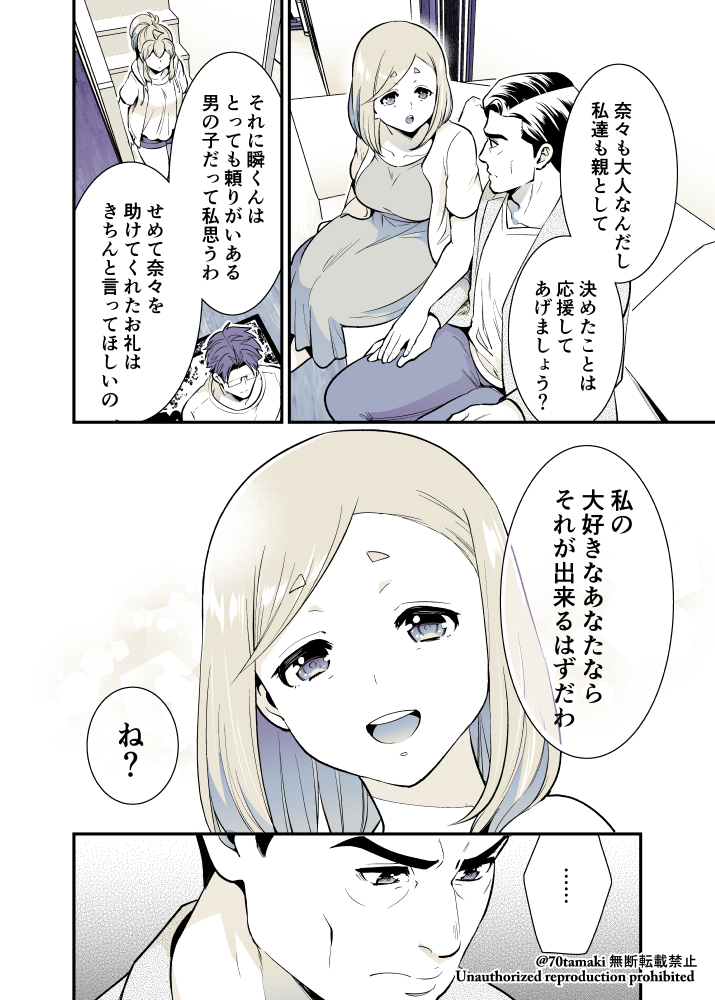 奈々も大人なんだし
私達も親として
決めたことは
応援して
あげましょう？
それに瞬くんは
とっても頼りがいある
男の子だって私思うわ
せめて奈々を
助けてくれたお礼は
きちんと言ってほしいの
私の
大好きなあなたなら
それが出来るはずだわ
ね？
……
@70tamaki 無断転載禁止
Unauthorized reproduction prohibited